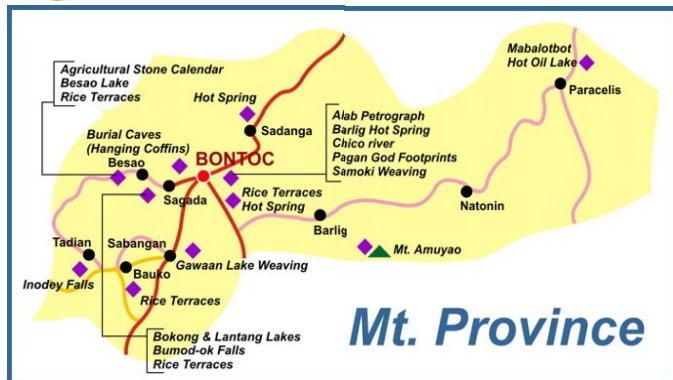 Agricultural Stone Calendar
Besao Lake
Rice Terraces
Hot Spring
Mabalotbot
Hot Oil Lake
Paracelis
Sadanga
Alab Petrograph
Barlig Hot Spring
Chico river
Pagan God Footprints
Samoki Weaving
Burial Caves
(Hanging Coffins)
Besao
BONTOC
Sagada
Rice Terraces
Hot Spring
Natonin
Barlig
Tadian
Sabangan
Mt. Amuyao
Gawaan Lake Weaving
Bauko
Inodey Falls
Rice Terraces
Bokong & Lantang Lakes
Bumod-ok Falls
Rice Terraces
Mt. Province